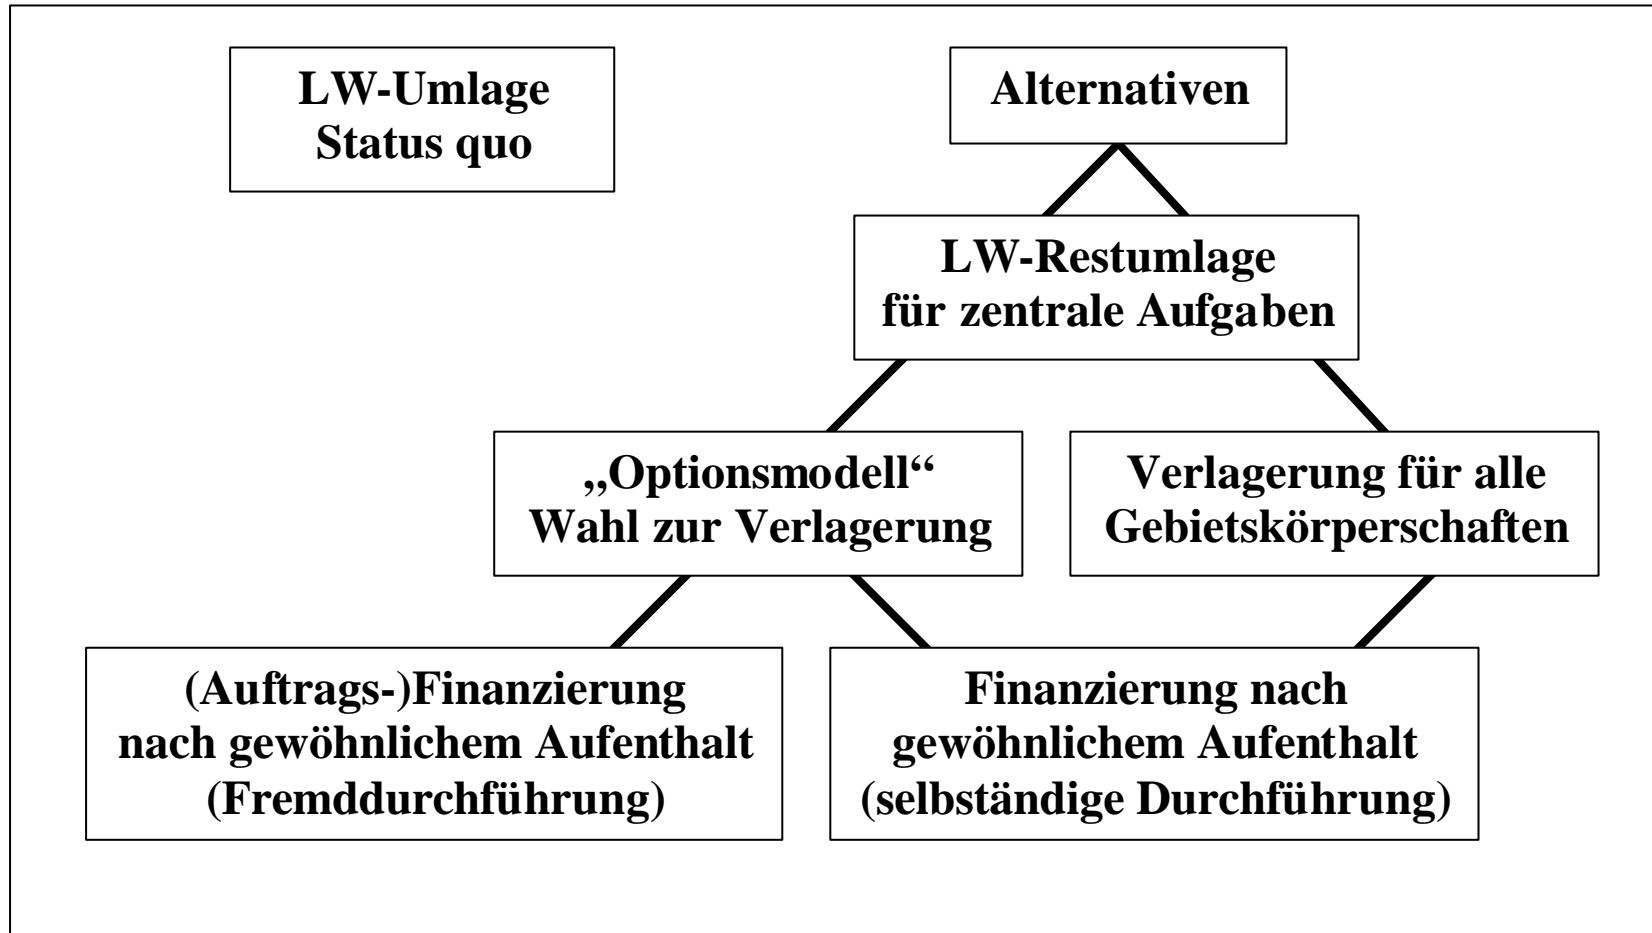 LW-Umlage
Status quo
Alternativen
LW-Restumlage
für zentrale Aufgaben
„Optionsmodell“
Wahl zur Verlagerung
Verlagerung für alle
Gebietskörperschaften
(Auftrags-)Finanzierung
nach gewöhnlichem Aufenthalt
(Fremddurchführung)
Finanzierung nach
gewöhnlichem Aufenthalt
(selbständige Durchführung)